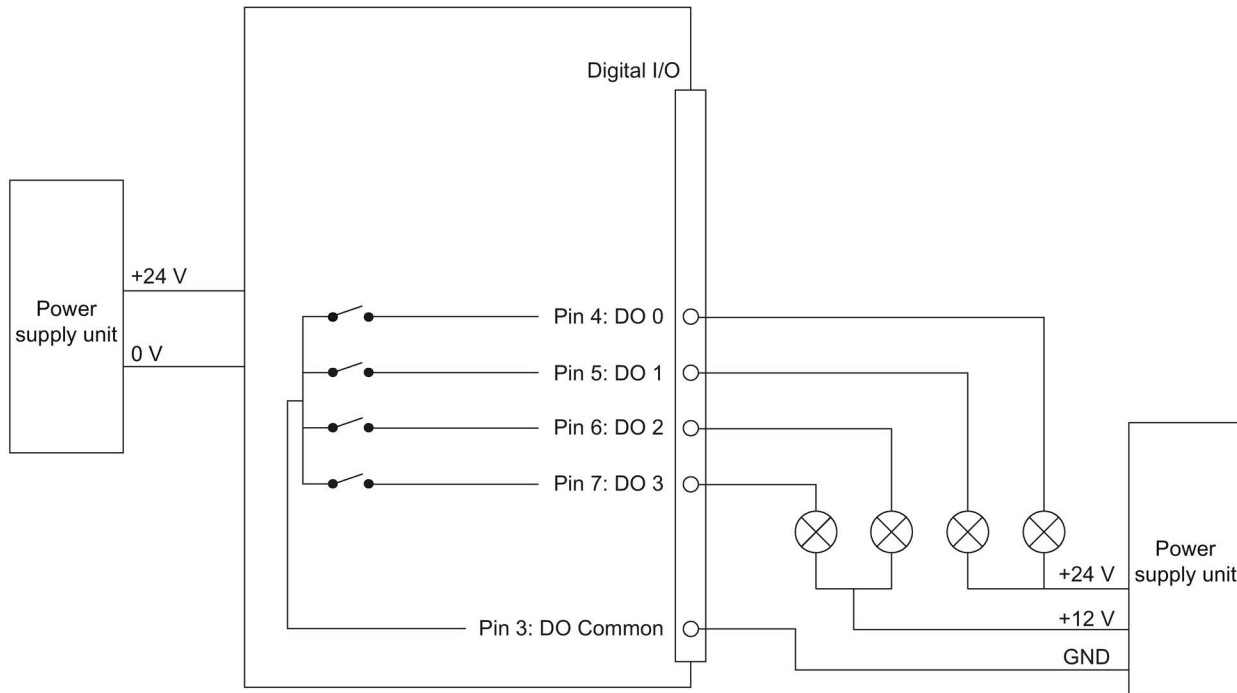 Digital I/O
+24 V
Power
supply unit
0 V
Pin 4: DO 0
Pin 5: DO 1
Pin 6: DO 2
Pin 7: DO 3
Pin 3: DO Common
Power
supply unit
+24 V
+12 V
GND